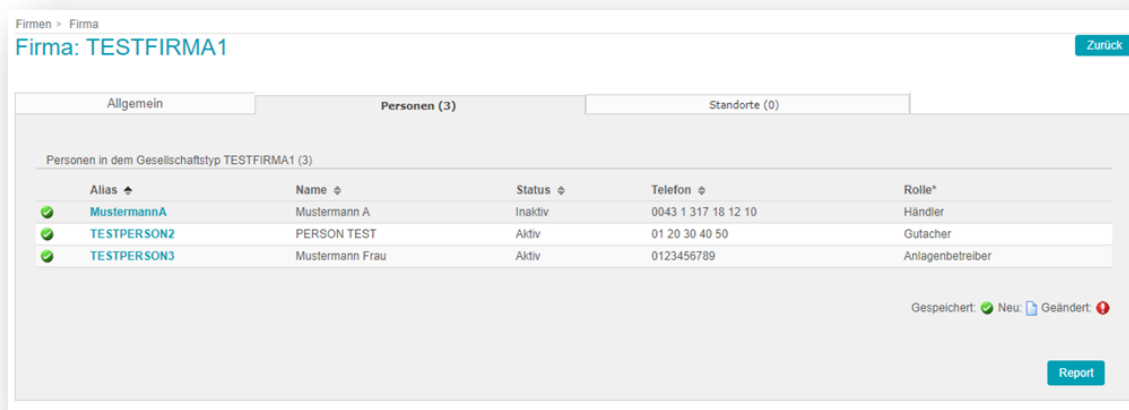 Firmen > Firma
Firma: TESTFIRMA1
Zurück
Allgemein Personen (3) Standorte (0)
Personen in dem Gesellschaftstyp TESTFIRMA1 (3)
Alias Name Status Telefon Rolle*
MustermannA Mustermann A Inaktiv 0043 1 317 18 12 10 Händler
TESTPERSON2 PERSON TEST Aktiv 01 20 30 40 50 Gutacher
TESTPERSON3 Mustermann Frau Aktiv 0123456789 Anlagenbetreiber
Gespeichert: Neu: Geändert:
Report